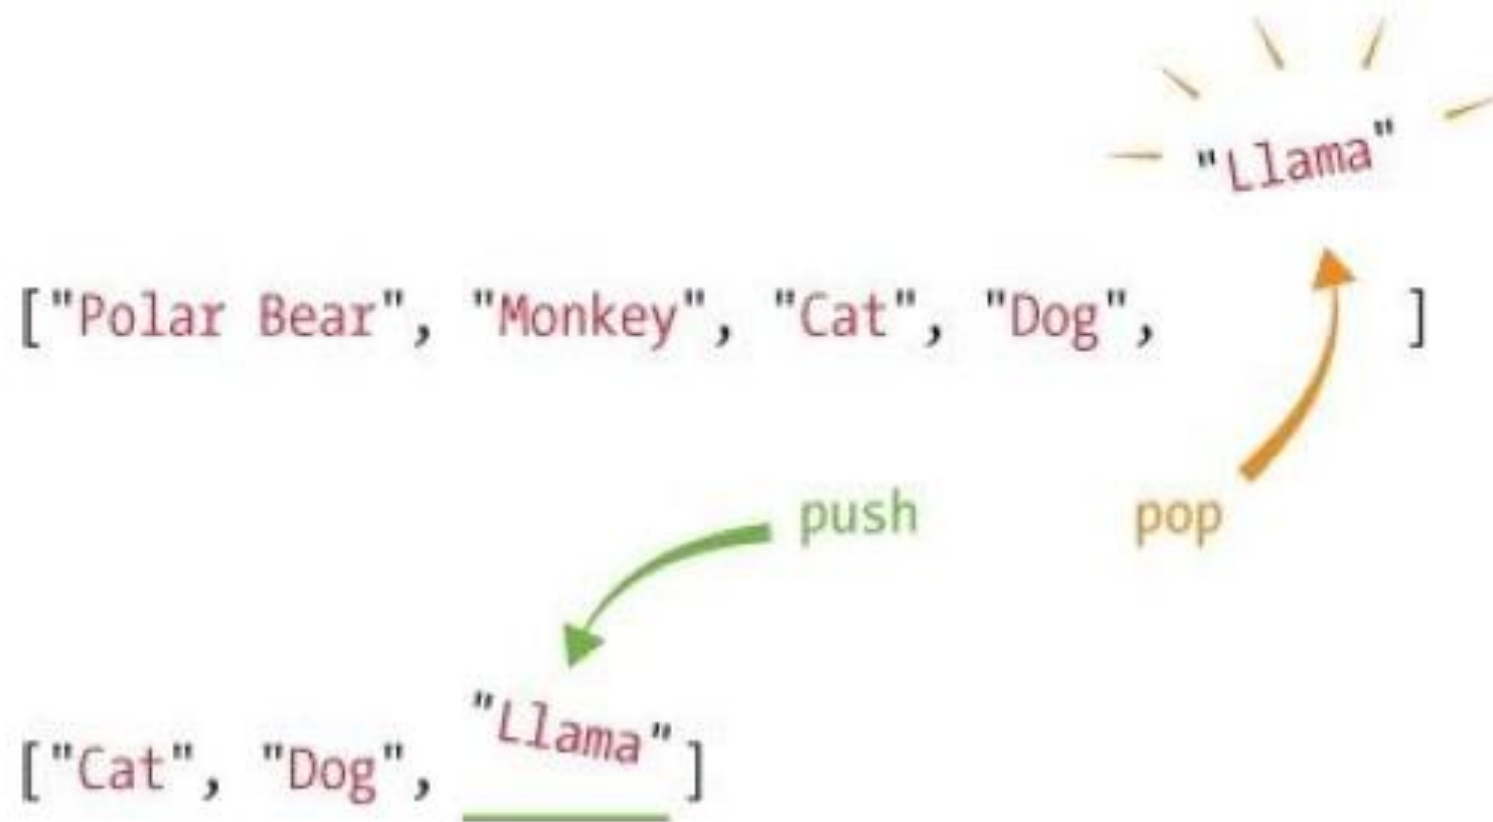 "Llama"
["Polar Bear", "Monkey", "Cat", "Dog", ]
push pop
"Llama"
["Cat", "Dog", ]